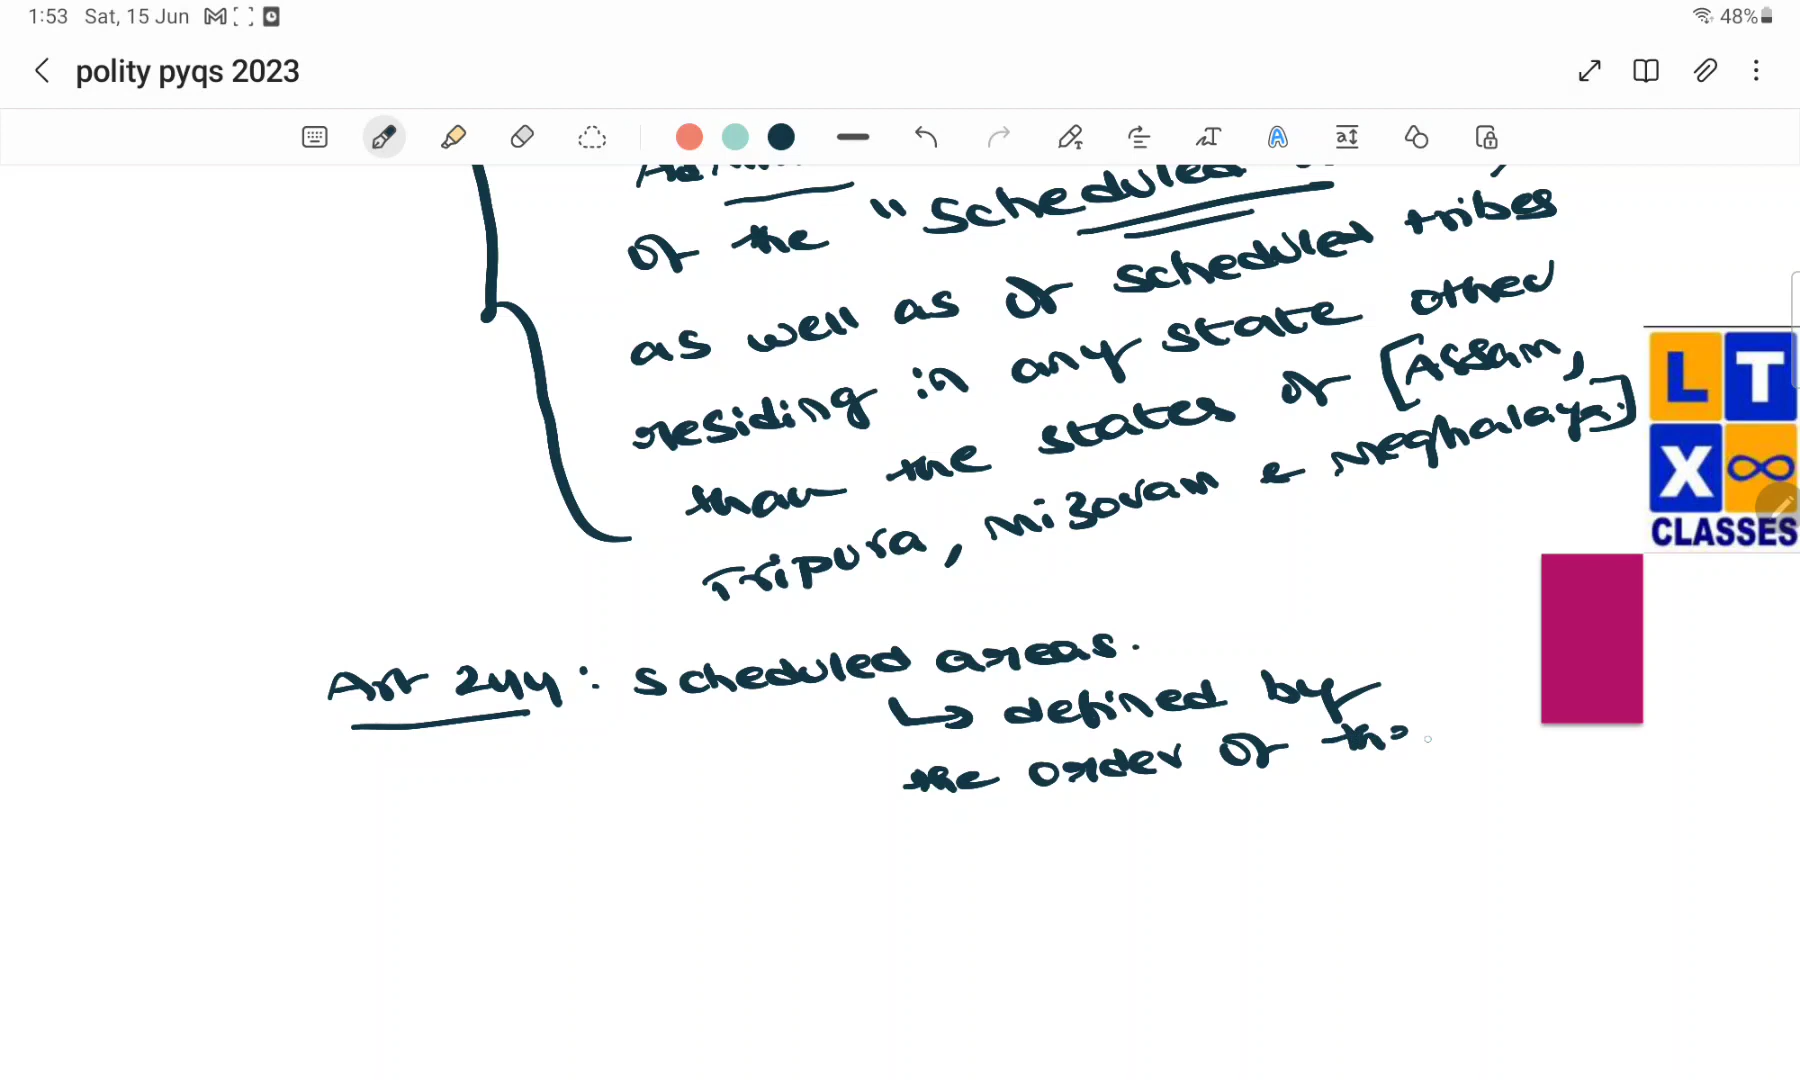 1:53 Sat, 15 Jun
48%
polity pyqs 2023
of the "Scheduled
as well as of scheduled tribes
residing in any state other
than the states of [Assam,
Tripura, Mizoram & Meghalaya.]
Art 244: scheduled areas.
↳ defined by
the order of the
L T
X ∞
CLASSES